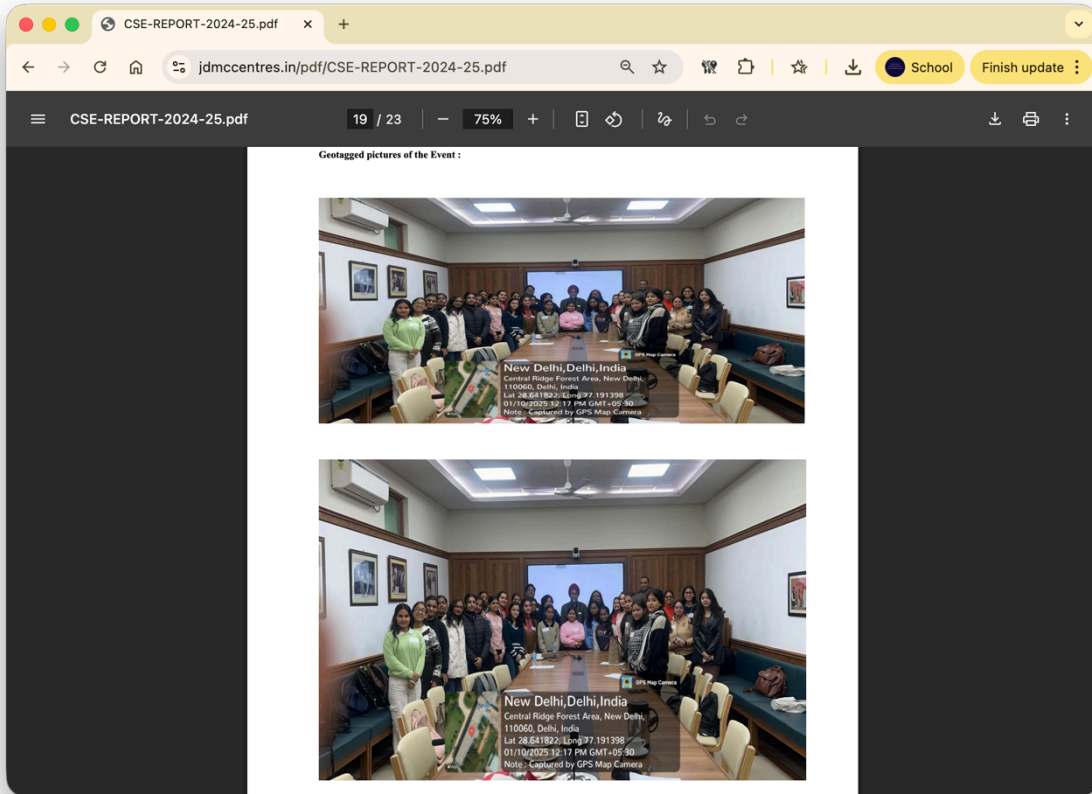 CSE-REPORT-2024-25.pdf
jdmccentres.in/pdf/CSE-REPORT-2024-25.pdf
School
Finish update
CSE-REPORT-2024-25.pdf
19 / 23
75%
Geotagged pictures of the Event :
GPS Map Camera
New Delhi,Delhi,India
Central Ridge Forest Area, New Delhi,
110060, Delhi, India
Lat 28.641822, Long 77.191398
01/10/2025 12:17 PM GMT+05:30
Note : Captured by GPS Map Camera
GPS Map Camera
New Delhi,Delhi,India
Central Ridge Forest Area, New Delhi,
110060, Delhi, India
Lat 28.641822, Long 77.191398
01/10/2025 12:17 PM GMT+05:30
Note : Captured by GPS Map Camera